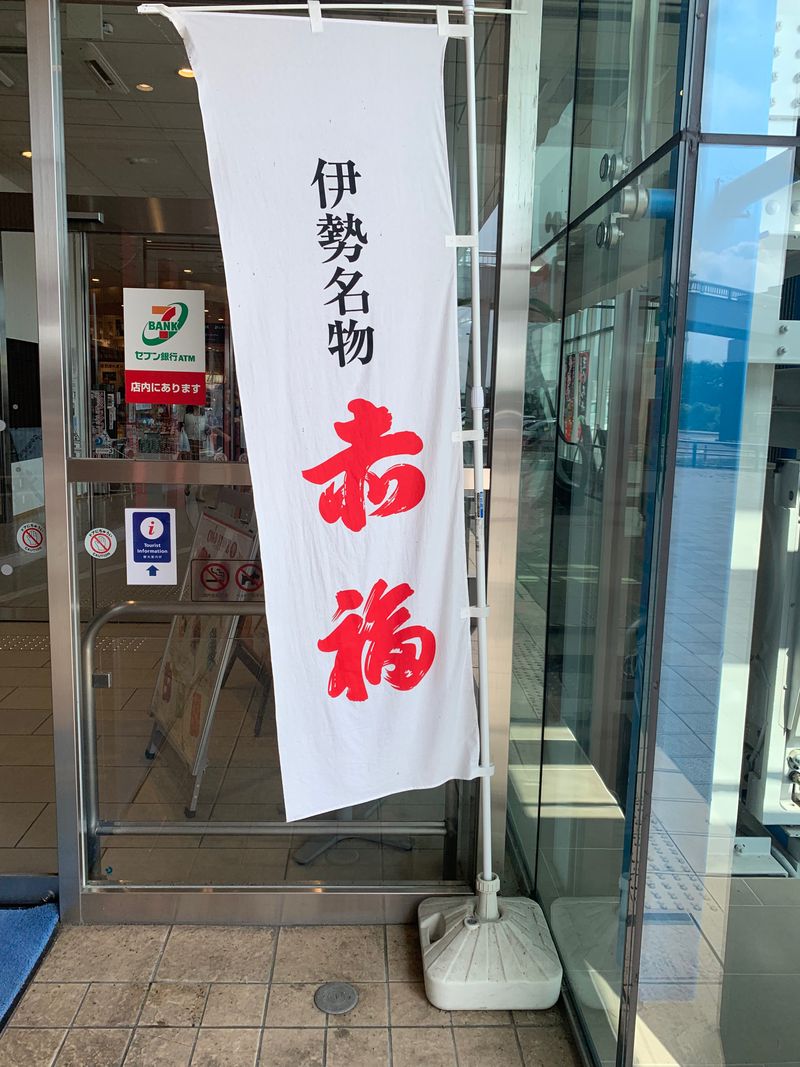 伊勢名物
赤福
7
BANK
セブン銀行ATM
店内にあります
i
Tourist
Information